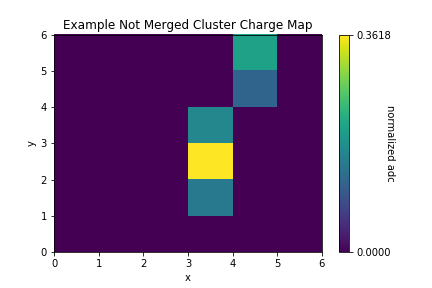 Example Not Merged Cluster Charge Map
6
5
4
3
2
1
0
y
0 1 2 3 4 5 6
x
0.3618
0.0000
normalized adc